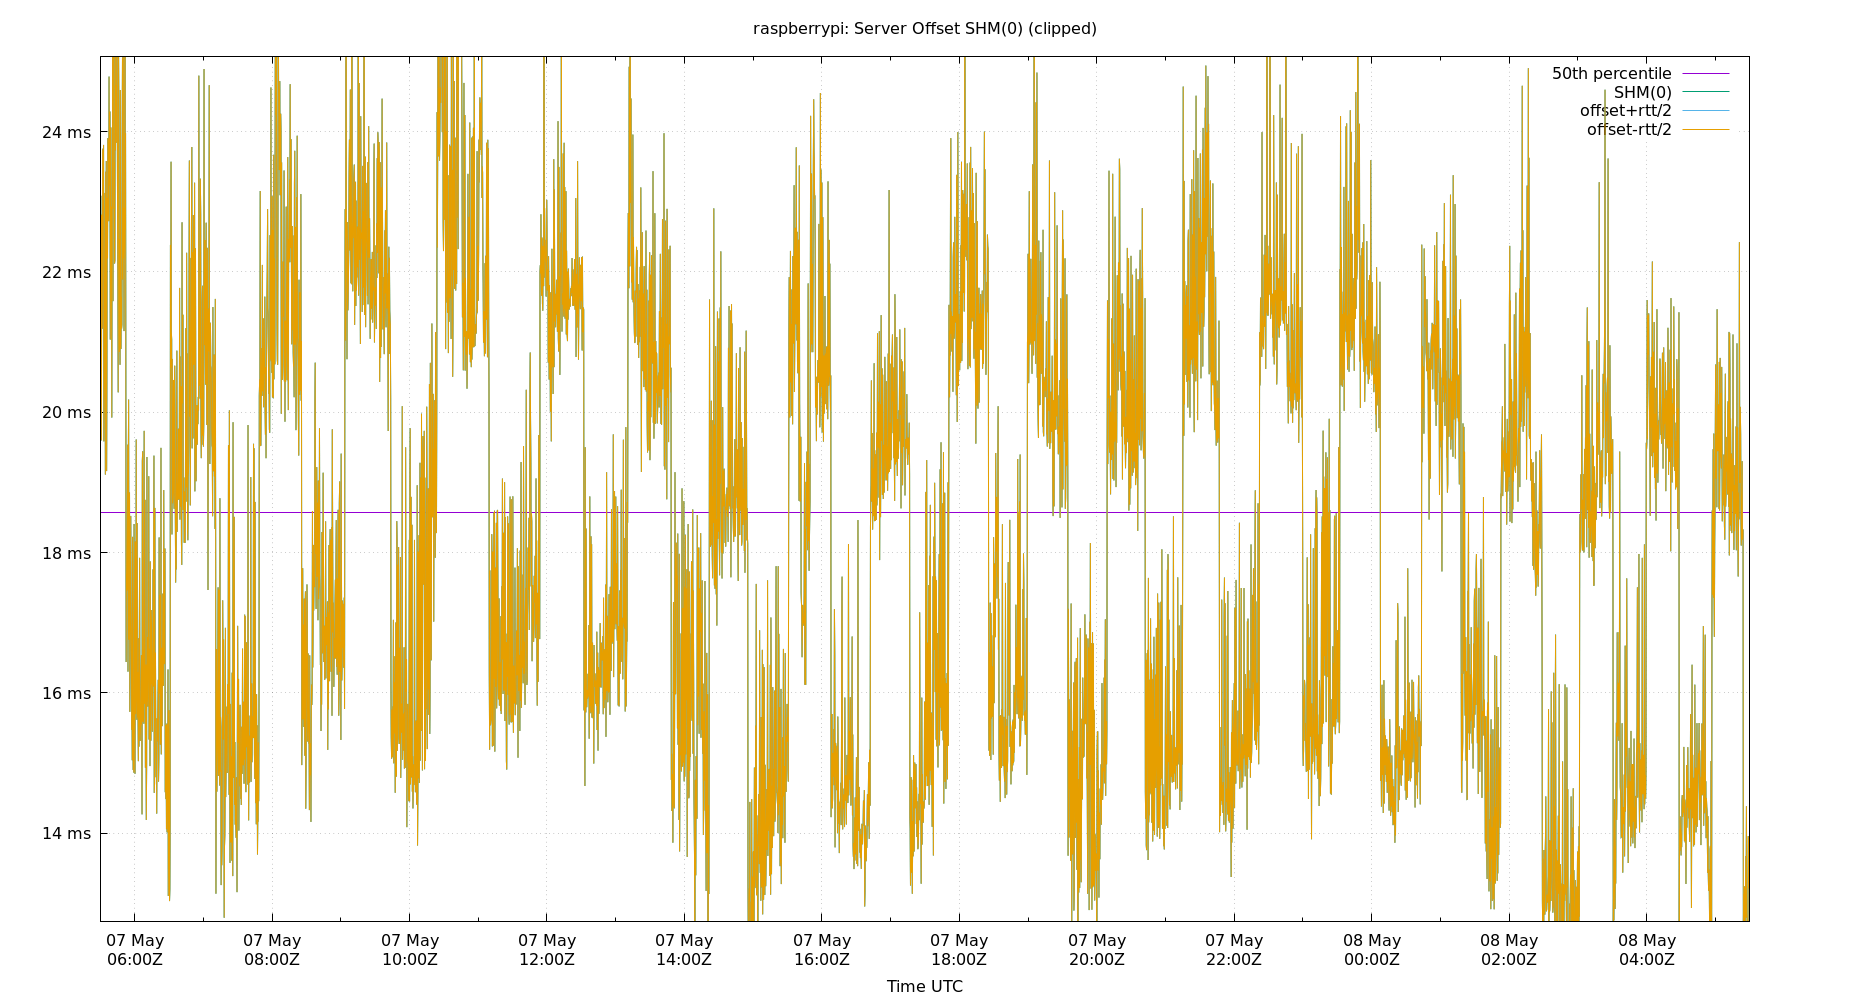 raspberrypi: Server Offset SHM(0) (clipped)
50th percentile
SHM(0)
offset+rtt/2
offset-rtt/2
24 ms
22 ms
20 ms
18 ms
16 ms
14 ms
07 May 07 May 07 May 07 May 07 May 07 May 07 May 07 May 07 May 08 May 08 May 08 May
06:00Z 08:00Z 10:00Z 12:00Z 14:00Z 16:00Z 18:00Z 20:00Z 22:00Z 00:00Z 02:00Z 04:00Z
Time UTC